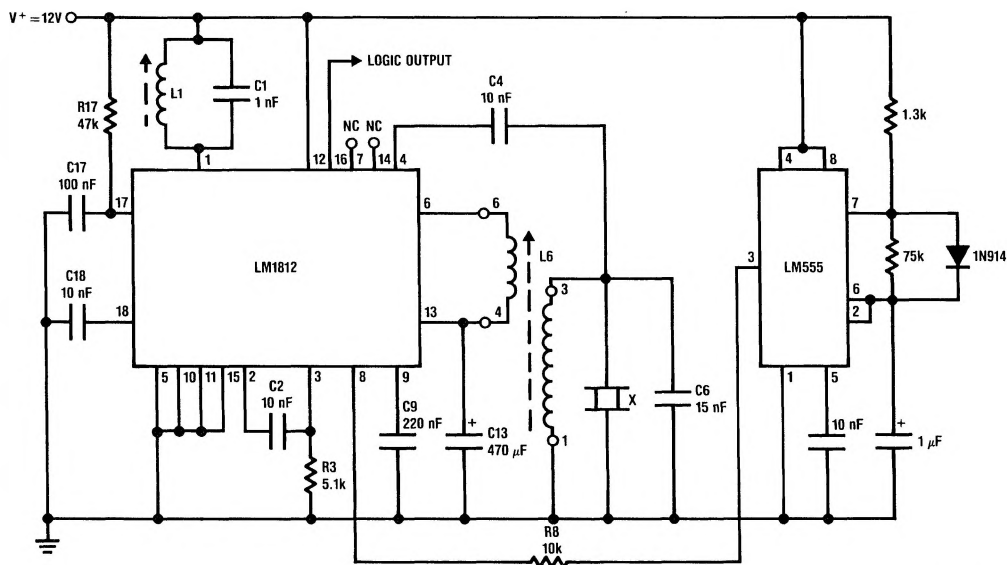 V+ = 12V
LOGIC OUTPUT
C4
10 nF
L1
C1
1 nF
R17
47k
NC NC
1.3k
1 12 16 7 14 4
4 8
C17
100 nF
17
6 6
7
LM1812
L6
LM555
75k
1N914
3
3
6
2
C18
10 nF
18
13 4
X
C6
15 nF
5 10 11 15 2 3 8 9
1 5
C2
10 nF
C9
220 nF
+
C13
470 µF
1
10 nF
+
1 µF
R3
5.1k
R8
10k